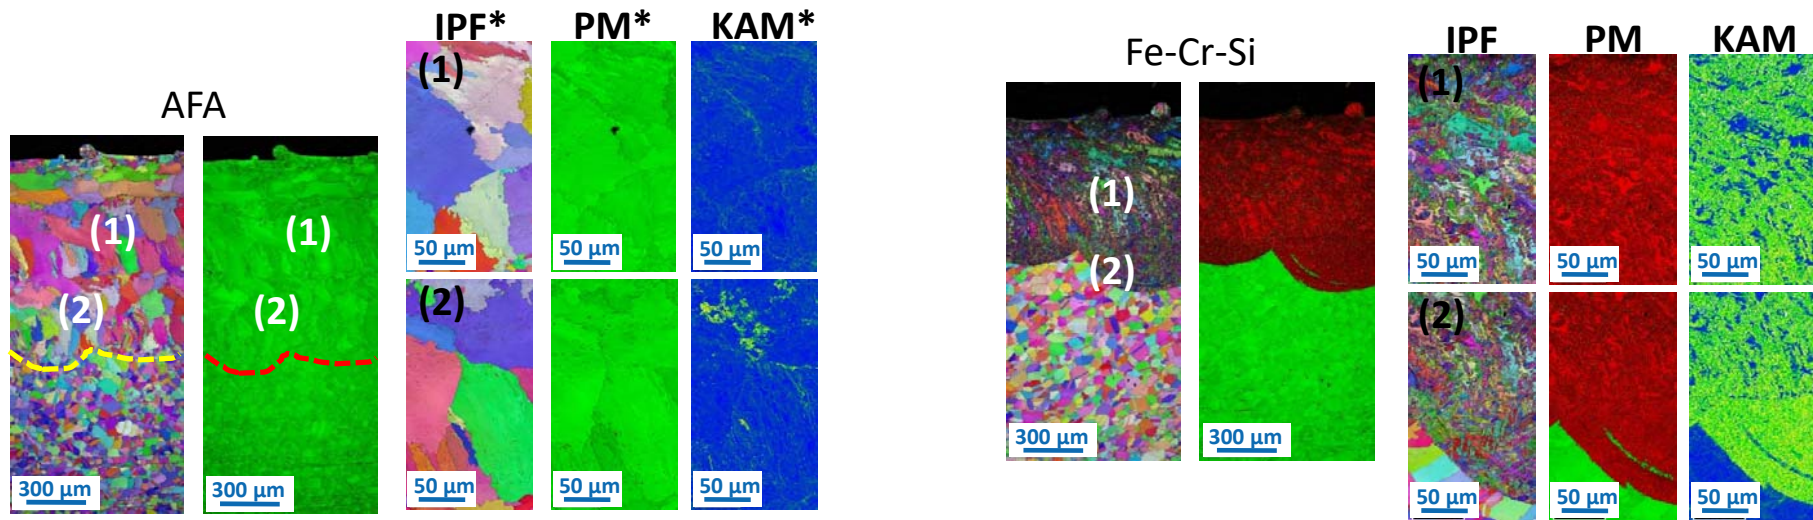 AFA
(1)
(2)
300 µm
(1)
(2)
300 µm
IPF* PM* KAM*
(1)
50 µm 50 µm 50 µm
(2)
50 µm 50 µm 50 µm
Fe-Cr-Si
(1)
(2)
300 µm 300 µm
IPF PM KAM
(1)
50 µm 50 µm 50 µm
(2)
50 µm 50 µm 50 µm